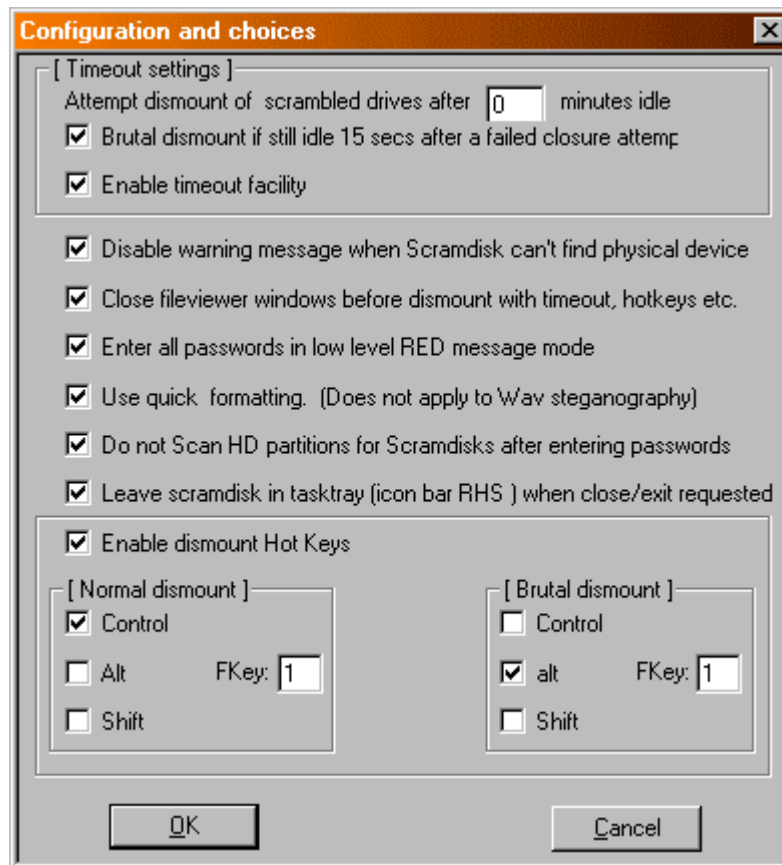 Configuration and choices
[ Timeout settings ]
Attempt dismount of scrambled drives after 0 minutes idle
Brutal dismount if still idle 15 secs after a failed closure attemp
Enable timeout facility
Disable warning message when Scramdisk can't find physical device
Close fileviewer windows before dismount with timeout, hotkeys etc.
Enter all passwords in low level RED message mode
Use quick formatting. (Does not apply to Wav steganography)
Do not Scan HD partitions for Scramdisks after entering passwords
Leave scramdisk in tasktray (icon bar RHS ) when close/exit requested
Enable dismount Hot Keys
[ Normal dismount ]
Control
Alt FKey: 1
Shift
[ Brutal dismount ]
Control
alt FKey: 1
Shift
OK
Cancel